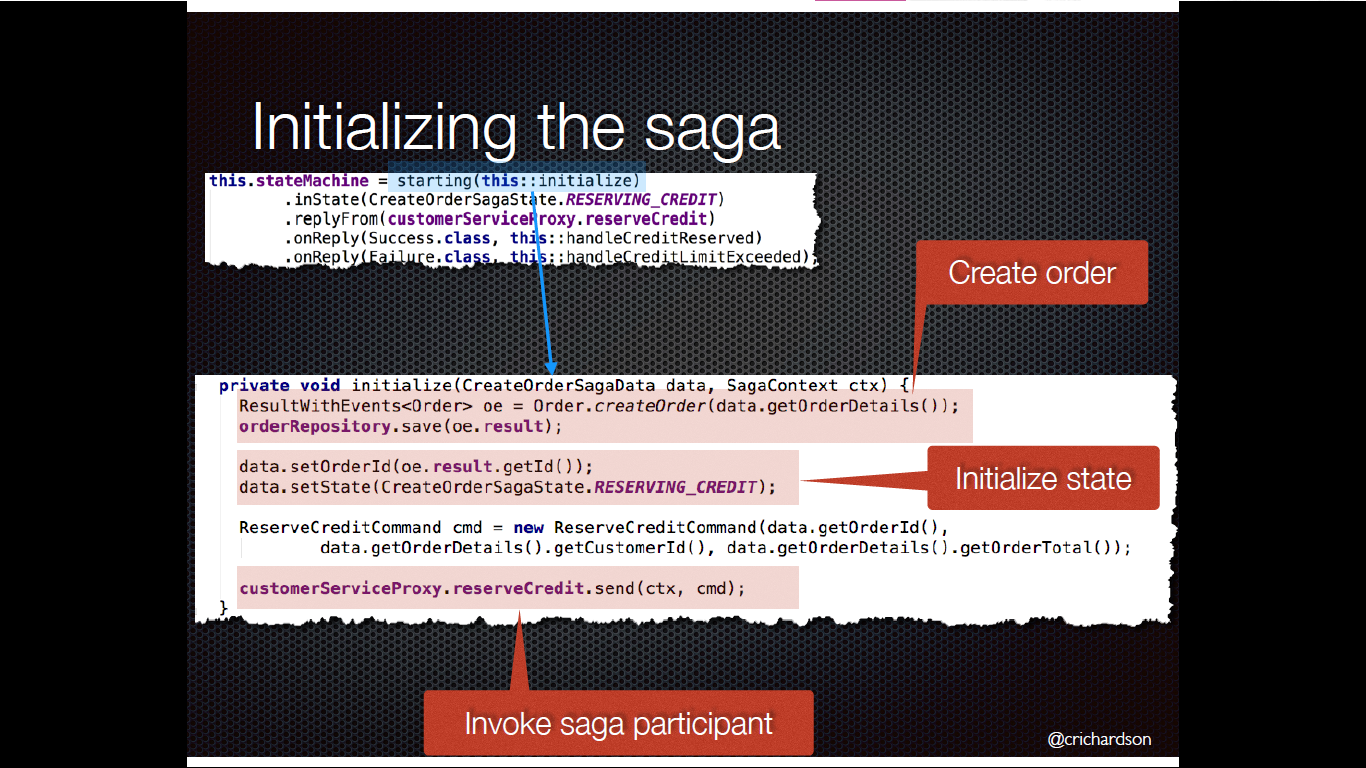 Initializing the saga
this.stateMachine = starting(this::initialize)
.inState(CreateOrderSagaState.RESERVING_CREDIT)
.replyFrom(customerServiceProxy.reserveCredit)
.onReply(Success.class, this::handleCreditReserved)
.onReply(Failure.class, this::handleCreditLimitExceeded)
Create order
private void initialize(CreateOrderSagaData data, SagaContext ctx) {
ResultWithEvents<Order> oe = Order.createOrder(data.getOrderDetails());
orderRepository.save(oe.result);
data.setOrderId(oe.result.getId());
data.setState(CreateOrderSagaState.RESERVING_CREDIT);
Initialize state
ReserveCreditCommand cmd = new ReserveCreditCommand(data.getOrderId(),
data.getOrderDetails().getCustomerId(), data.getOrderDetails().getOrderTotal());
customerServiceProxy.reserveCredit.send(ctx, cmd);
}
Invoke saga participant
@crichardson